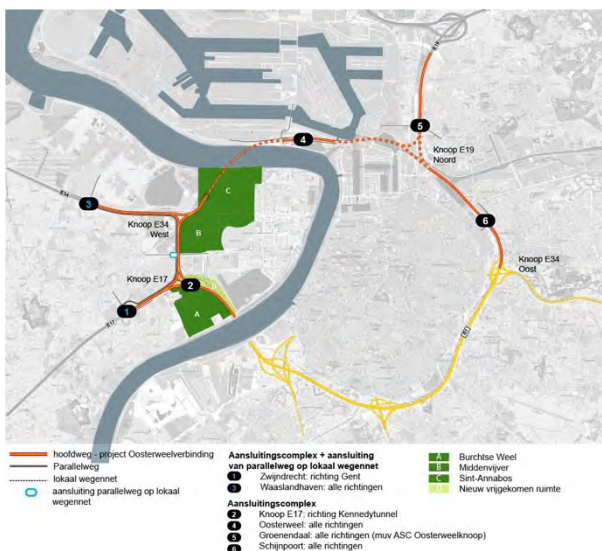 E19
5
4
Knoop E19
Noord
C
E34
3
6
Knoop E34
West
B
Knoop E34
Oost
Knoop E17
2
1
A
E17
R1
hoofdweg - project Oosterweelverbinding
Parallelweg
lokaal wegennet
aansluiting parallelweg op lokaal
wegennet
Aansluitingscomplex + aansluiting
van parallelweg op lokaal wegennet
1 Zwijndrecht: richting Gent
3 Waaslandhaven: alle richtingen
Aansluitingscomplex
2 Knoop E17: richting Kennedytunnel
4 Oosterweel: alle richtingen
5 Groenendaal: alle richtingen (muv ASC Oosterweelknoop)
6 Schijnpoort: alle richtingen
A Burchtse Weel
B Middenvijver
C Sint-Annabos
Nieuw vrijgekomen ruimte